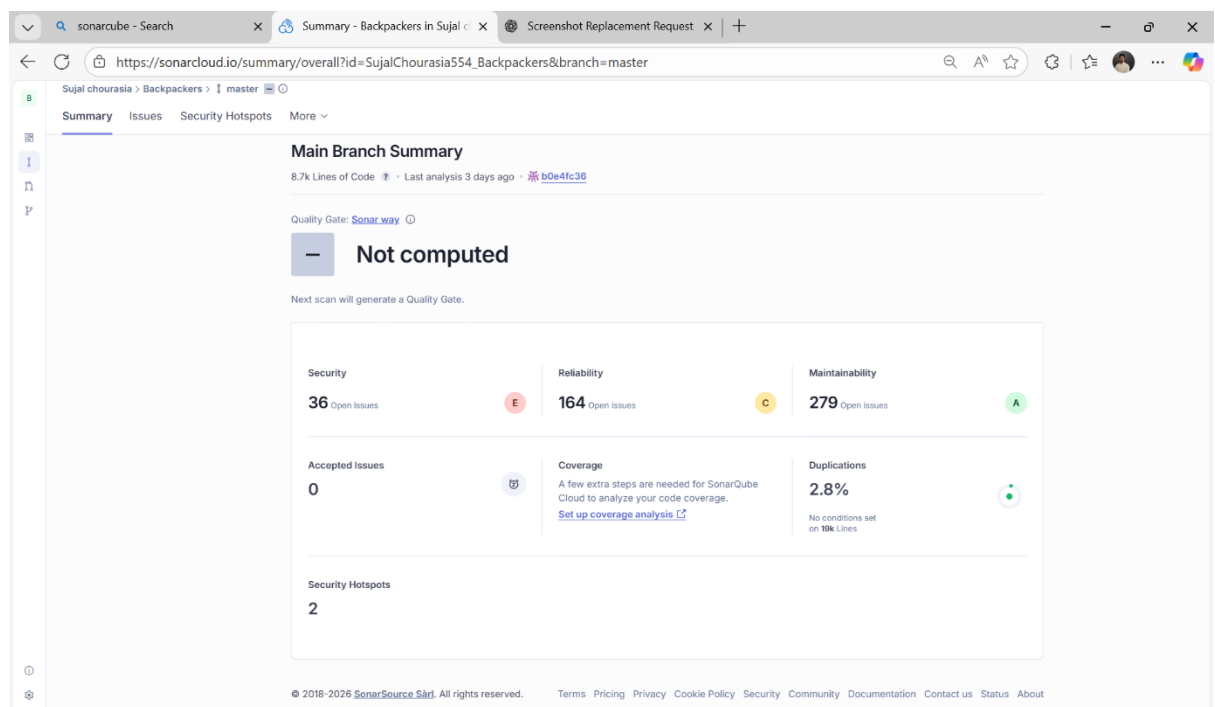 sonarcube - Search
Summary - Backpackers in Sujal c
Screenshot Replacement Request
https://sonarcloud.io/summary/overall?id=SujalChourasia554_Backpackers&branch=master
B
Sujal chourasia > Backpackers > master
Summary Issues Security Hotspots More
Main Branch Summary
8.7k Lines of Code ? • Last analysis 3 days ago • b0e4fc36
Quality Gate: Sonar way
– Not computed
Next scan will generate a Quality Gate.
Security
36 Open issues E
Reliability
164 Open issues C
Maintainability
279 Open issues A
Accepted Issues
0
Coverage
A few extra steps are needed for SonarQube
Cloud to analyze your code coverage.
Set up coverage analysis
Duplications
2.8%
No conditions set
on 19k Lines
Security Hotspots
2
© 2018-2026 SonarSource Sàrl. All rights reserved. Terms Pricing Privacy Cookie Policy Security Community Documentation Contact us Status About